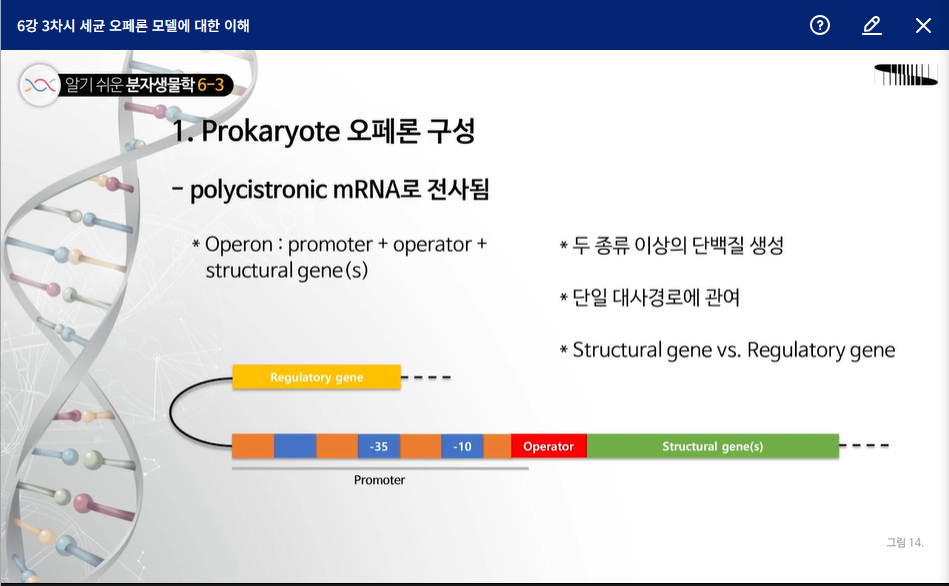 6강 3차시 세균 오페론 모델에 대한 이해
알기 쉬운 분자생물학 6-3
1. Prokaryote 오페론 구성
- polycistronic mRNA로 전사됨
* Operon : promoter + operator +
structural gene(s)
* 두 종류 이상의 단백질 생성
* 단일 대사경로에 관여
* Structural gene vs. Regulatory gene
Regulatory gene
-35
-10
Operator
Structural gene(s)
Promoter
그림 14.